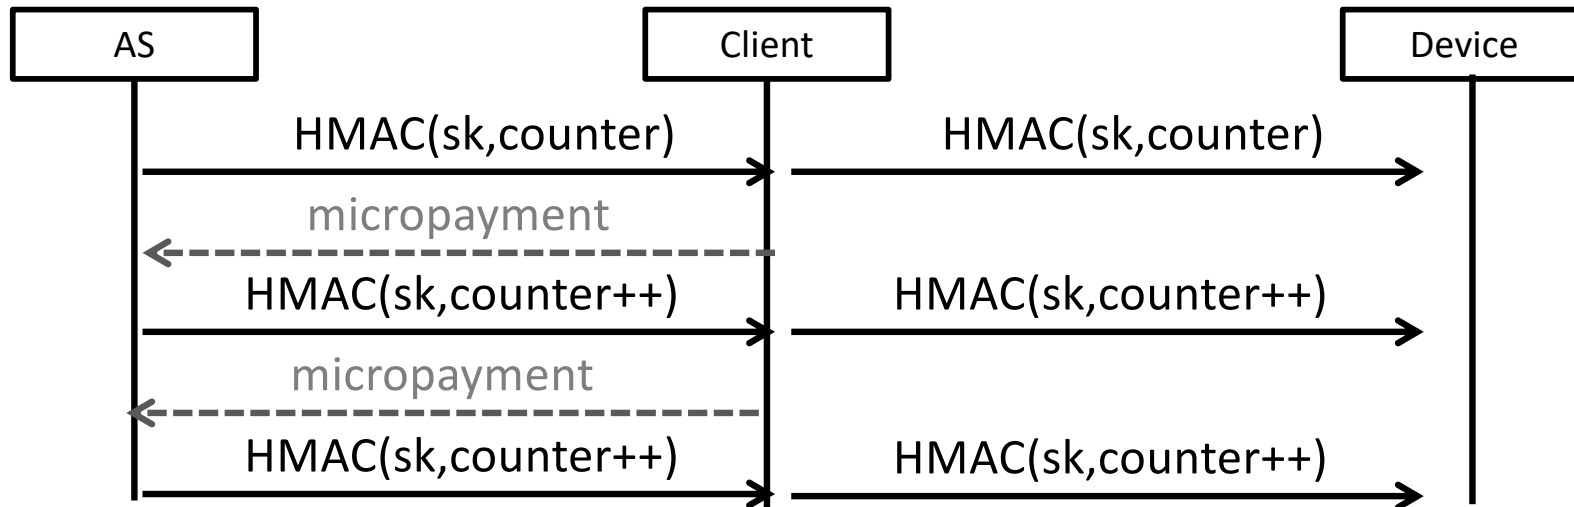 AS
Client
Device
HMAC(sk,counter)
HMAC(sk,counter)
micropayment
HMAC(sk,counter++)
HMAC(sk,counter++)
micropayment
HMAC(sk,counter++)
HMAC(sk,counter++)